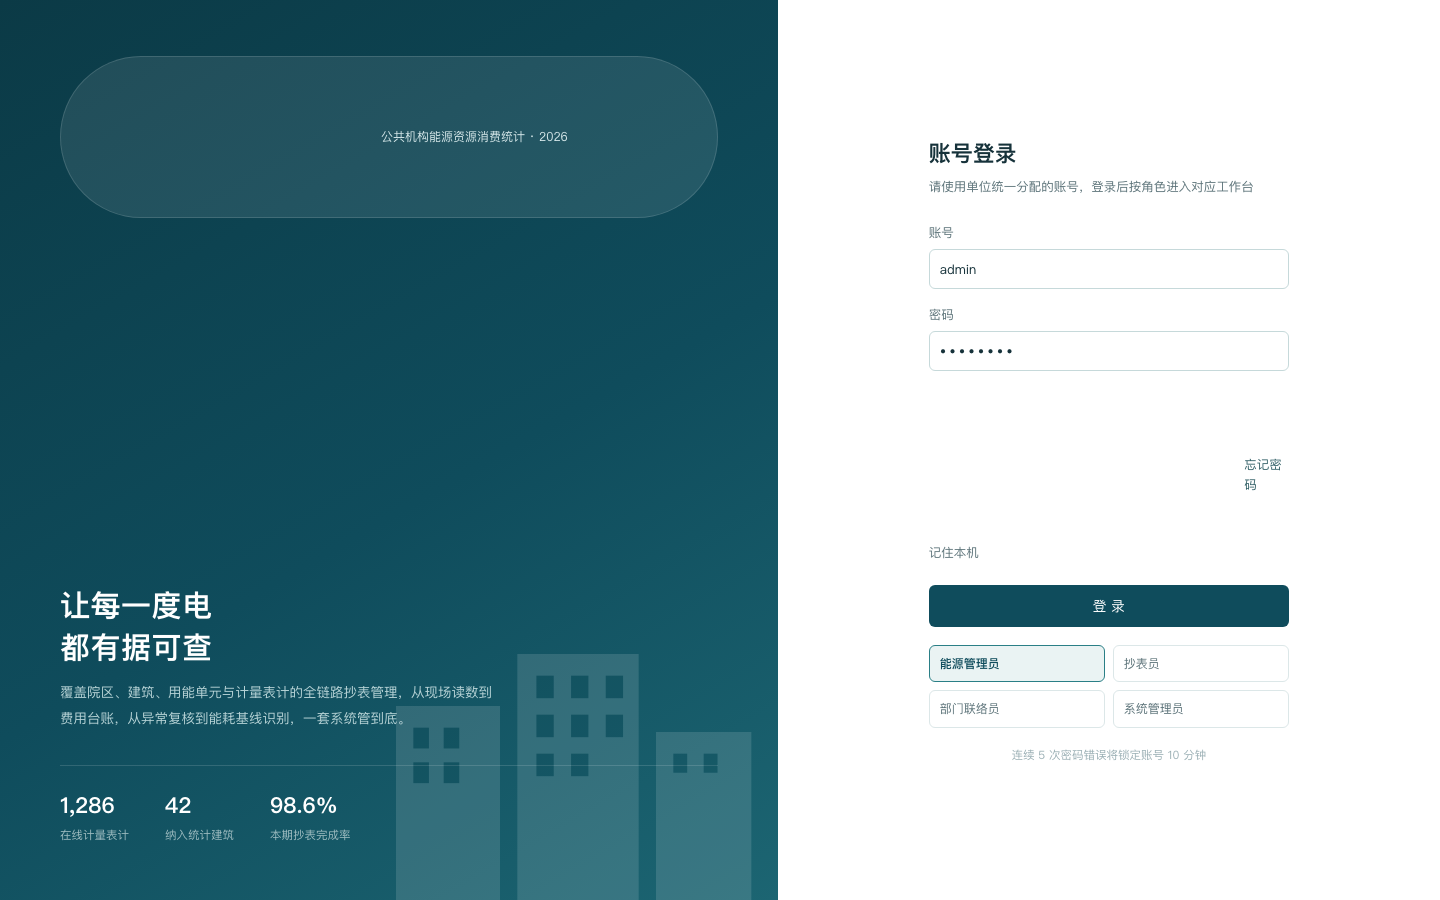 公共机构能源资源消费统计 · 2026
让每一度电
都有据可查
覆盖院区、建筑、用能单元与计量表计的全链路抄表管理，从现场读数到
费用台账，从异常复核到能耗基线识别，一套系统管到底。
1,286
42
98.6%
在线计量表计
纳入统计建筑
本期抄表完成率
账号登录
请使用单位统一分配的账号，登录后按角色进入对应工作台
账号
admin
密码
••••••••
忘记密
码
记住本机
登 录
能源管理员
抄表员
部门联络员
系统管理员
连续 5 次密码错误将锁定账号 10 分钟